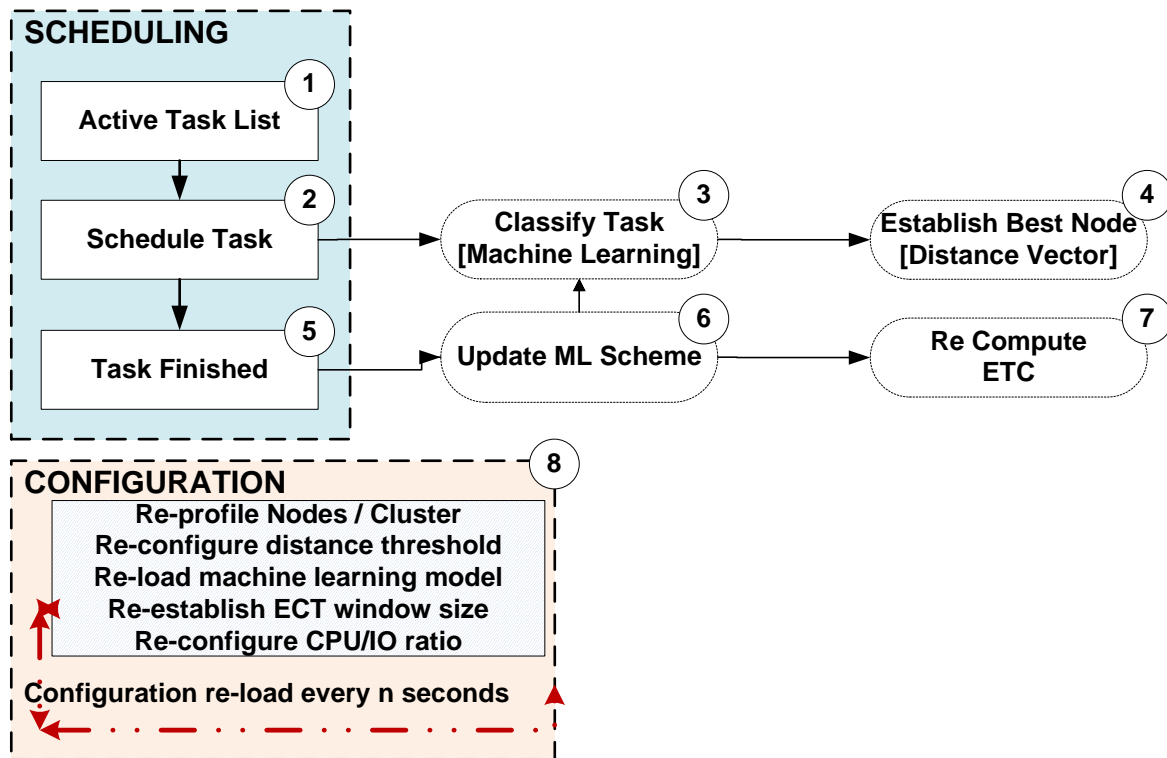 SCHEDULING
1
Active Task List
2
Schedule Task
3
Classify Task
[Machine Learning]
4
Establish Best Node
[Distance Vector]
5
Task Finished
6
Update ML Scheme
7
Re Compute
ETC
8
CONFIGURATION
Re-profile Nodes / Cluster
Re-configure distance threshold
Re-load machine learning model
Re-establish ECT window size
Re-configure CPU/IO ratio
Configuration re-load every n seconds